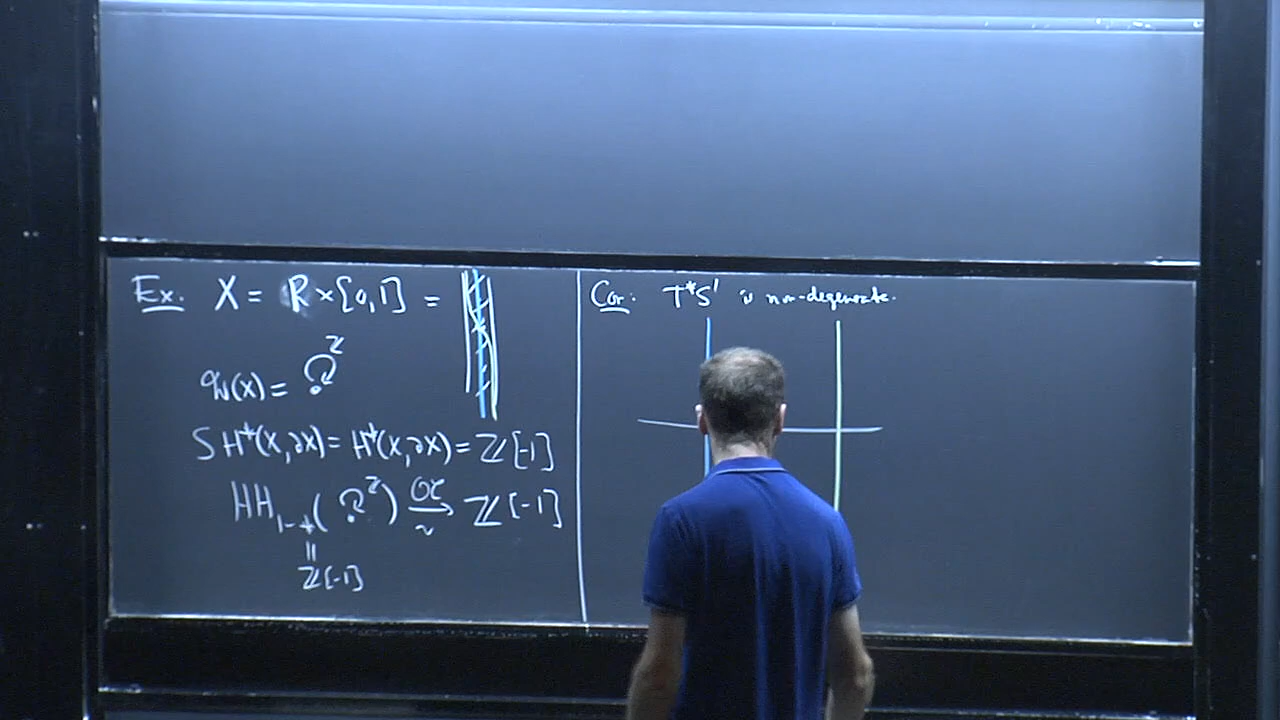 Ex. X = R×[0,1] =
W(X) = Z
SH*(X,∂X) = H*(X,∂X) = Z[-1]
HH_{1-*}( Z ) OC → ~ Z[-1]
=
Z[-1]
Cor: T*S¹ is non-degenerate.